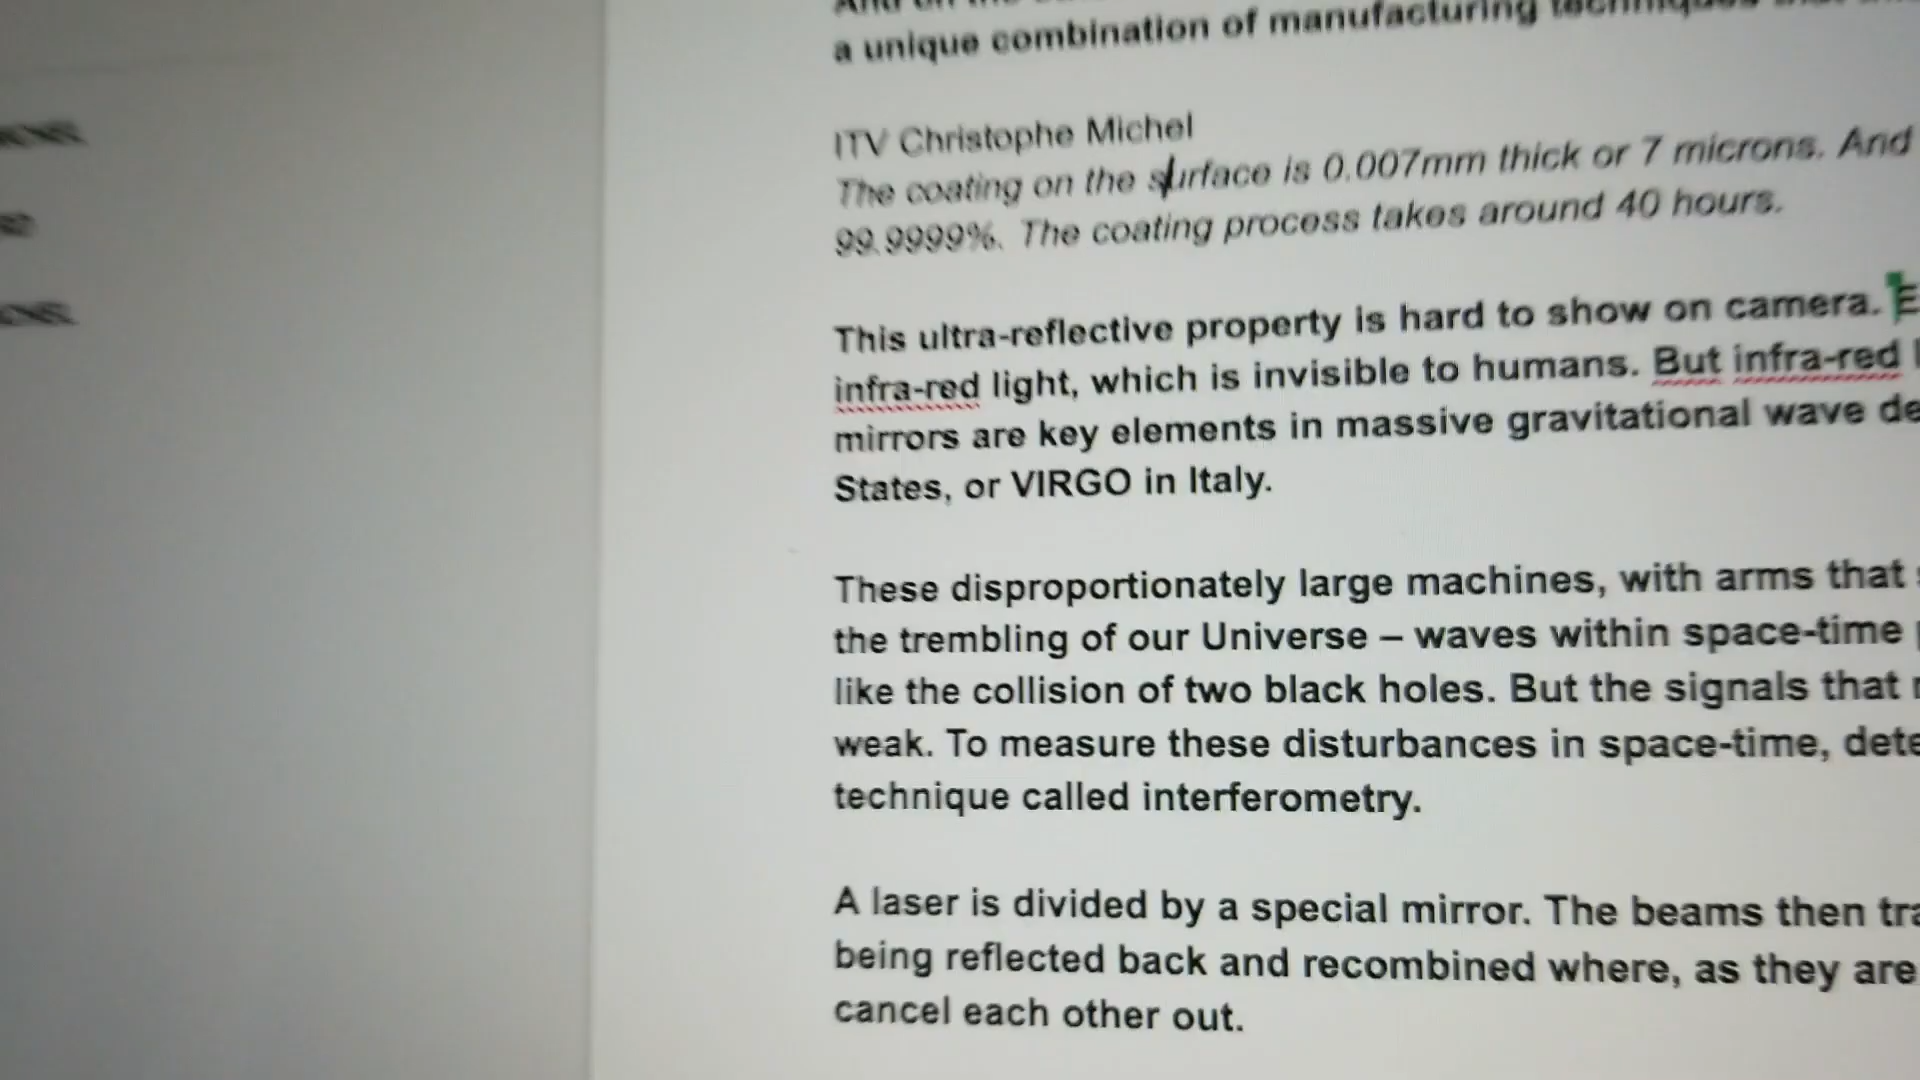 a unique combination of manufacturing techniques
ITV Christophe Michel
The coating on the surface is 0.007mm thick or 7 microns. And
99.9999%. The coating process takes around 40 hours.
This ultra-reflective property is hard to show on camera.
infra-red light, which is invisible to humans. But infra-red
mirrors are key elements in massive gravitational wave de
States, or VIRGO in Italy.
These disproportionately large machines, with arms that
the trembling of our Universe – waves within space-time
like the collision of two black holes. But the signals that
weak. To measure these disturbances in space-time, dete
technique called interferometry.
A laser is divided by a special mirror. The beams then tra
being reflected back and recombined where, as they are
cancel each other out.